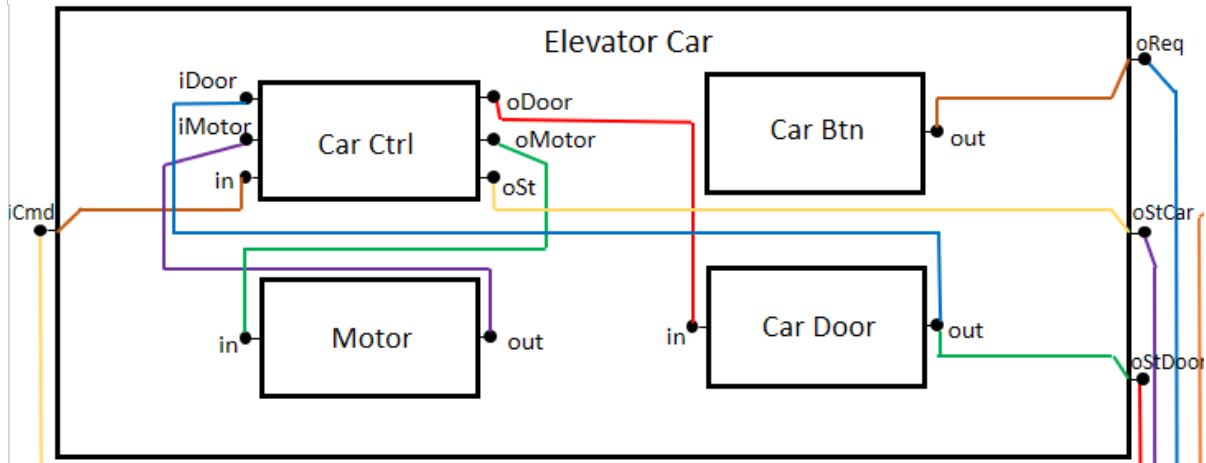 Elevator Car
oReq
iDoor
oDoor
iMotor
Car Ctrl
oMotor
Car Btn
out
in
oSt
iCmd
oStCar
in
Motor
out
in
Car Door
out
oStDoor